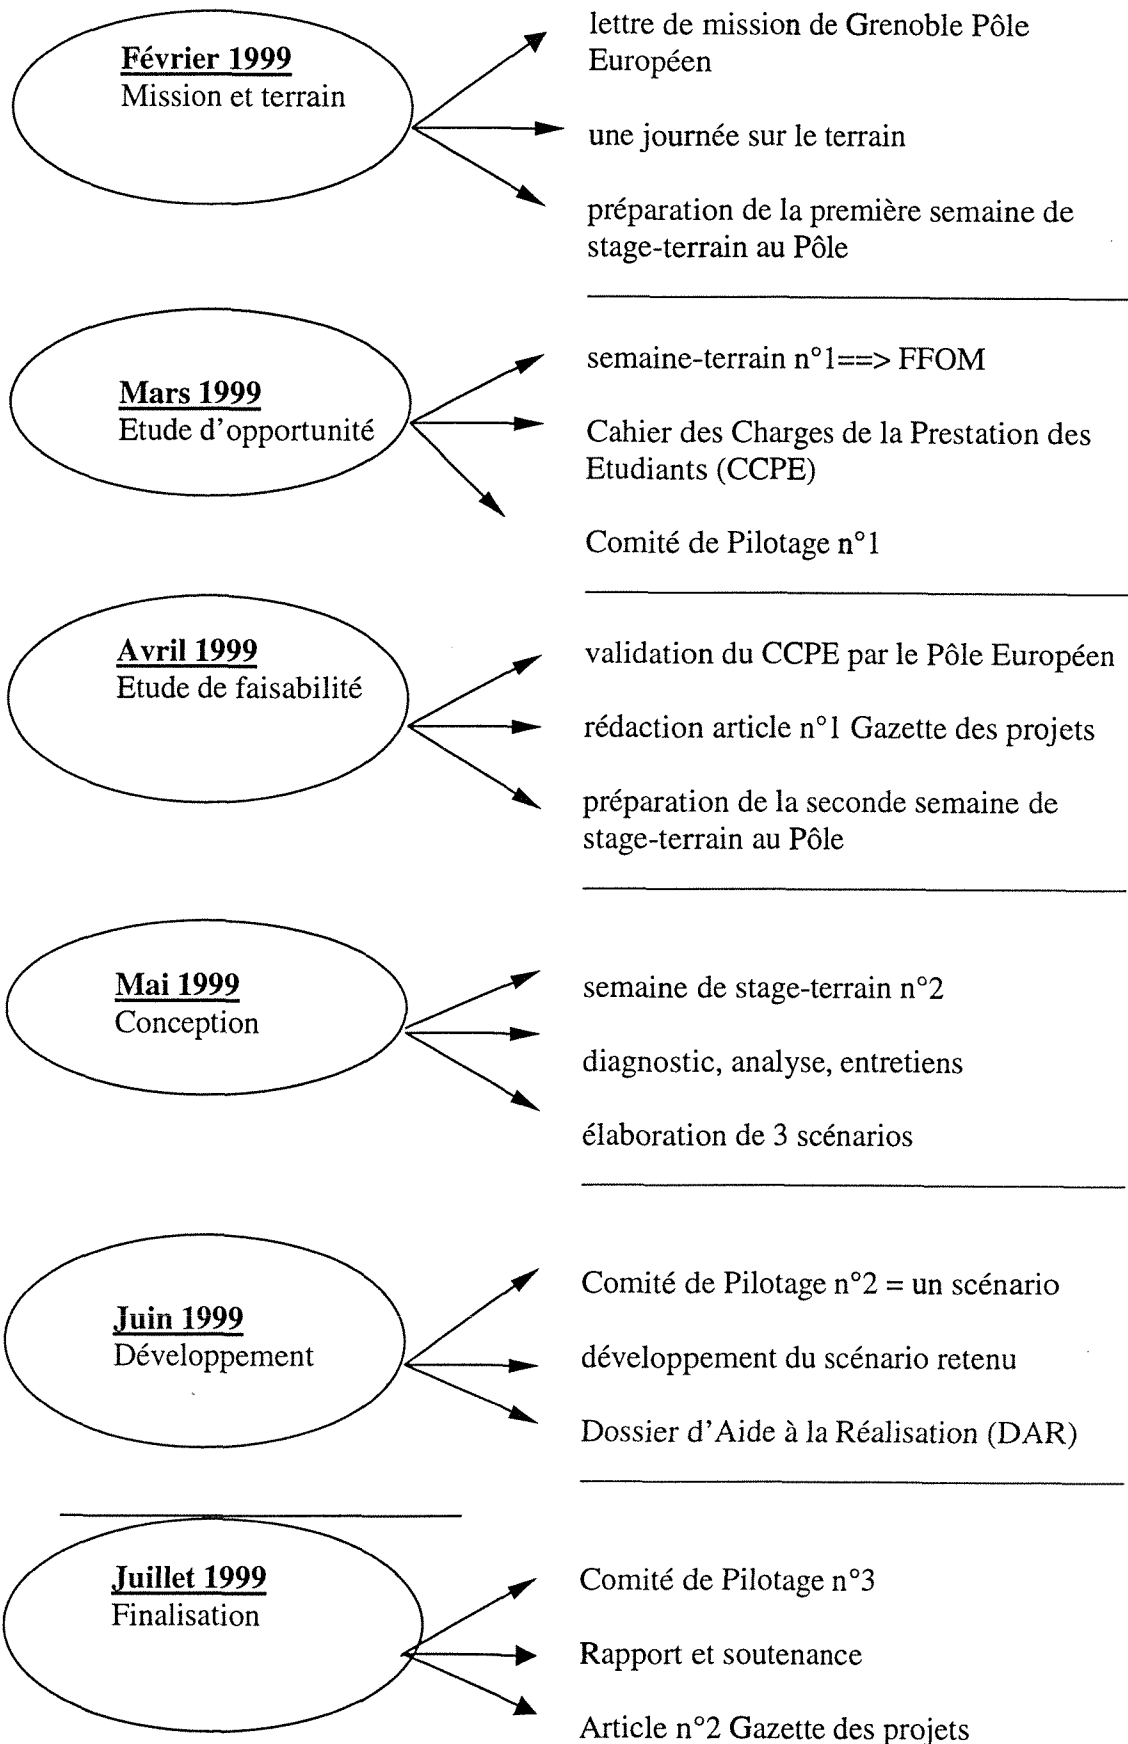 Février 1999
Mission et terrain
lettre de mission de Grenoble Pôle
Européen
une journée sur le terrain
préparation de la première semaine de
stage-terrain au Pôle
Mars 1999
Etude d'opportunité
semaine-terrain n°1==> FFOM
Cahier des Charges de la Prestation des
Etudiants (CCPE)
Comité de Pilotage n°1
Avril 1999
Etude de faisabilité
validation du CCPE par le Pôle Européen
rédaction article n°1 Gazette des projets
préparation de la seconde semaine de
stage-terrain au Pôle
Mai 1999
Conception
semaine de stage-terrain n°2
diagnostic, analyse, entretiens
élaboration de 3 scénarios
Juin 1999
Développement
Comité de Pilotage n°2 = un scénario
développement du scénario retenu
Dossier d'Aide à la Réalisation (DAR)
Juillet 1999
Finalisation
Comité de Pilotage n°3
Rapport et soutenance
Article n°2 Gazette des projets